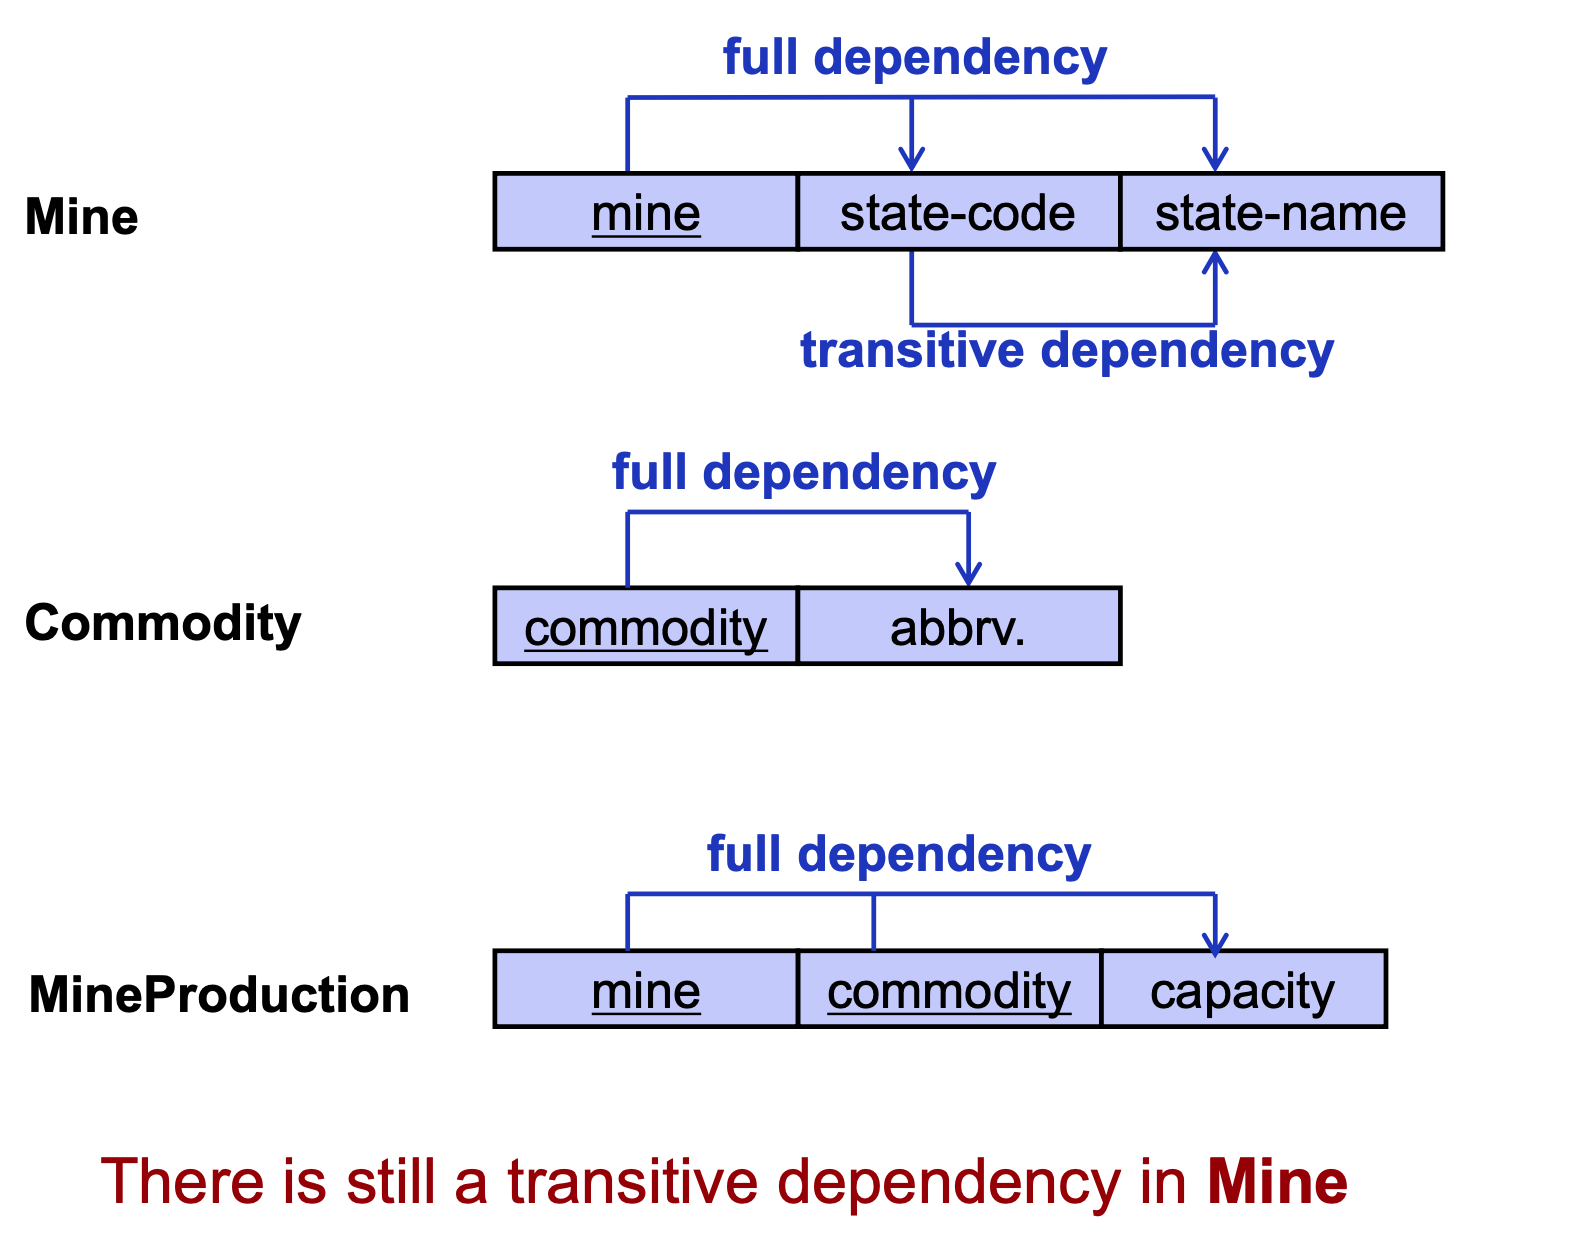 full dependency
Mine
mine state-code state-name
transitive dependency
full dependency
Commodity
commodity abbrv.
full dependency
MineProduction
mine commodity capacity
There is still a transitive dependency in Mine